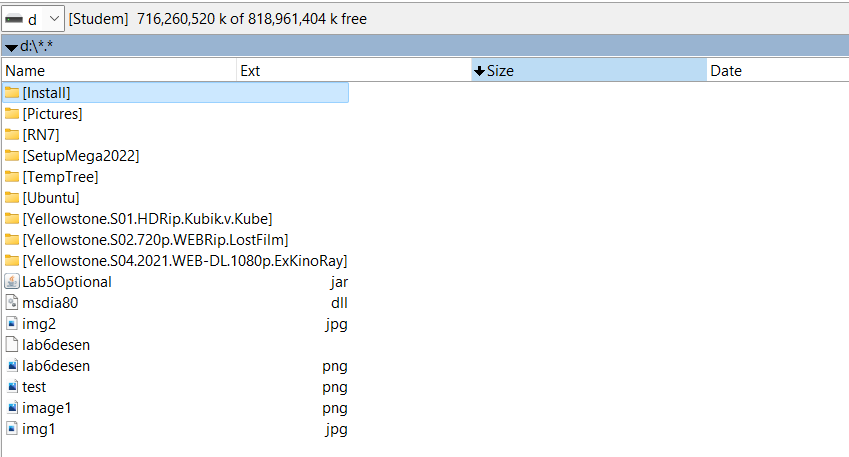 d [Studem] 716,260,520 k of 818,961,404 k free
d:\*.*
Name Ext Size Date
[Install]
[Pictures]
[RN7]
[SetupMega2022]
[TempTree]
[Ubuntu]
[Yellowstone.S01.HDRip.Kubik.v.Kube]
[Yellowstone.S02.720p.WEBRip.LostFilm]
[Yellowstone.S04.2021.WEB-DL.1080p.ExKinoRay]
Lab5Optional jar
msdia80 dll
img2 jpg
lab6desen
lab6desen png
test png
image1 png
img1 jpg